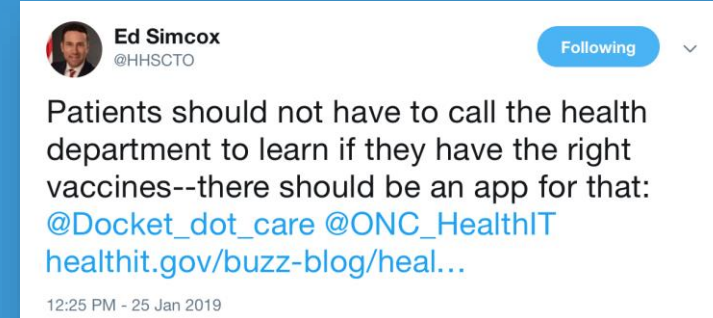 Ed Simcox
@HHSCTO
Following
Patients should not have to call the health
department to learn if they have the right
vaccines--there should be an app for that:
@Docket_dot_care @ONC_HealthIT
healthit.gov/buzz-blog/heal...
12:25 PM - 25 Jan 2019